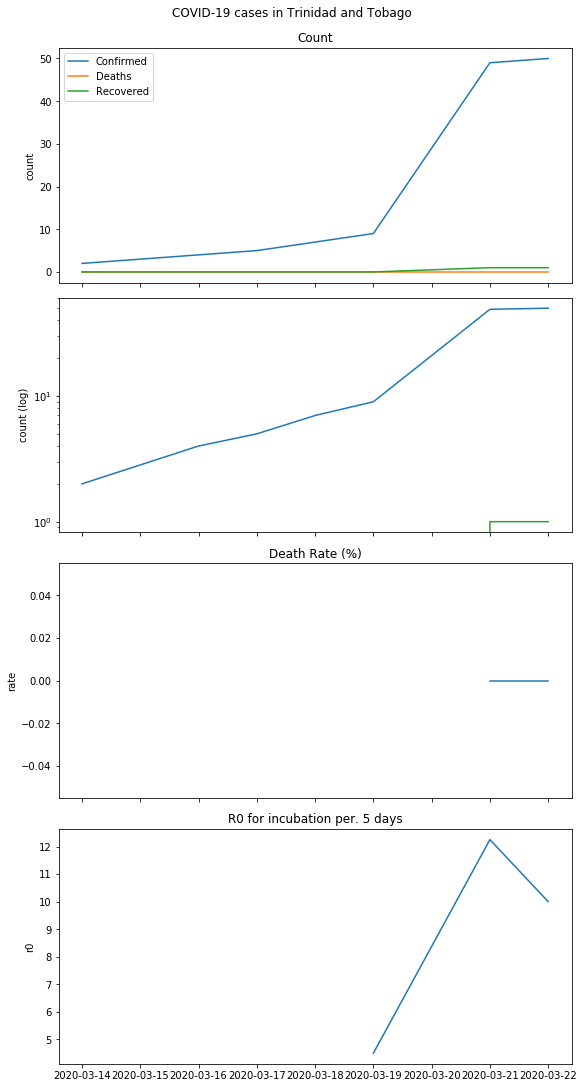 COVID-19 cases in Trinidad and Tobago
Count
Confirmed
Deaths
Recovered
50
40
30
20
10
0
count
10¹
10⁰
count (log)
Death Rate (%)
0.04
0.02
0.00
−0.02
−0.04
rate
R0 for incubation per. 5 days
12
11
10
9
8
7
6
5
r0
2020-03-14 2020-03-15 2020-03-16 2020-03-17 2020-03-18 2020-03-19 2020-03-20 2020-03-21 2020-03-22